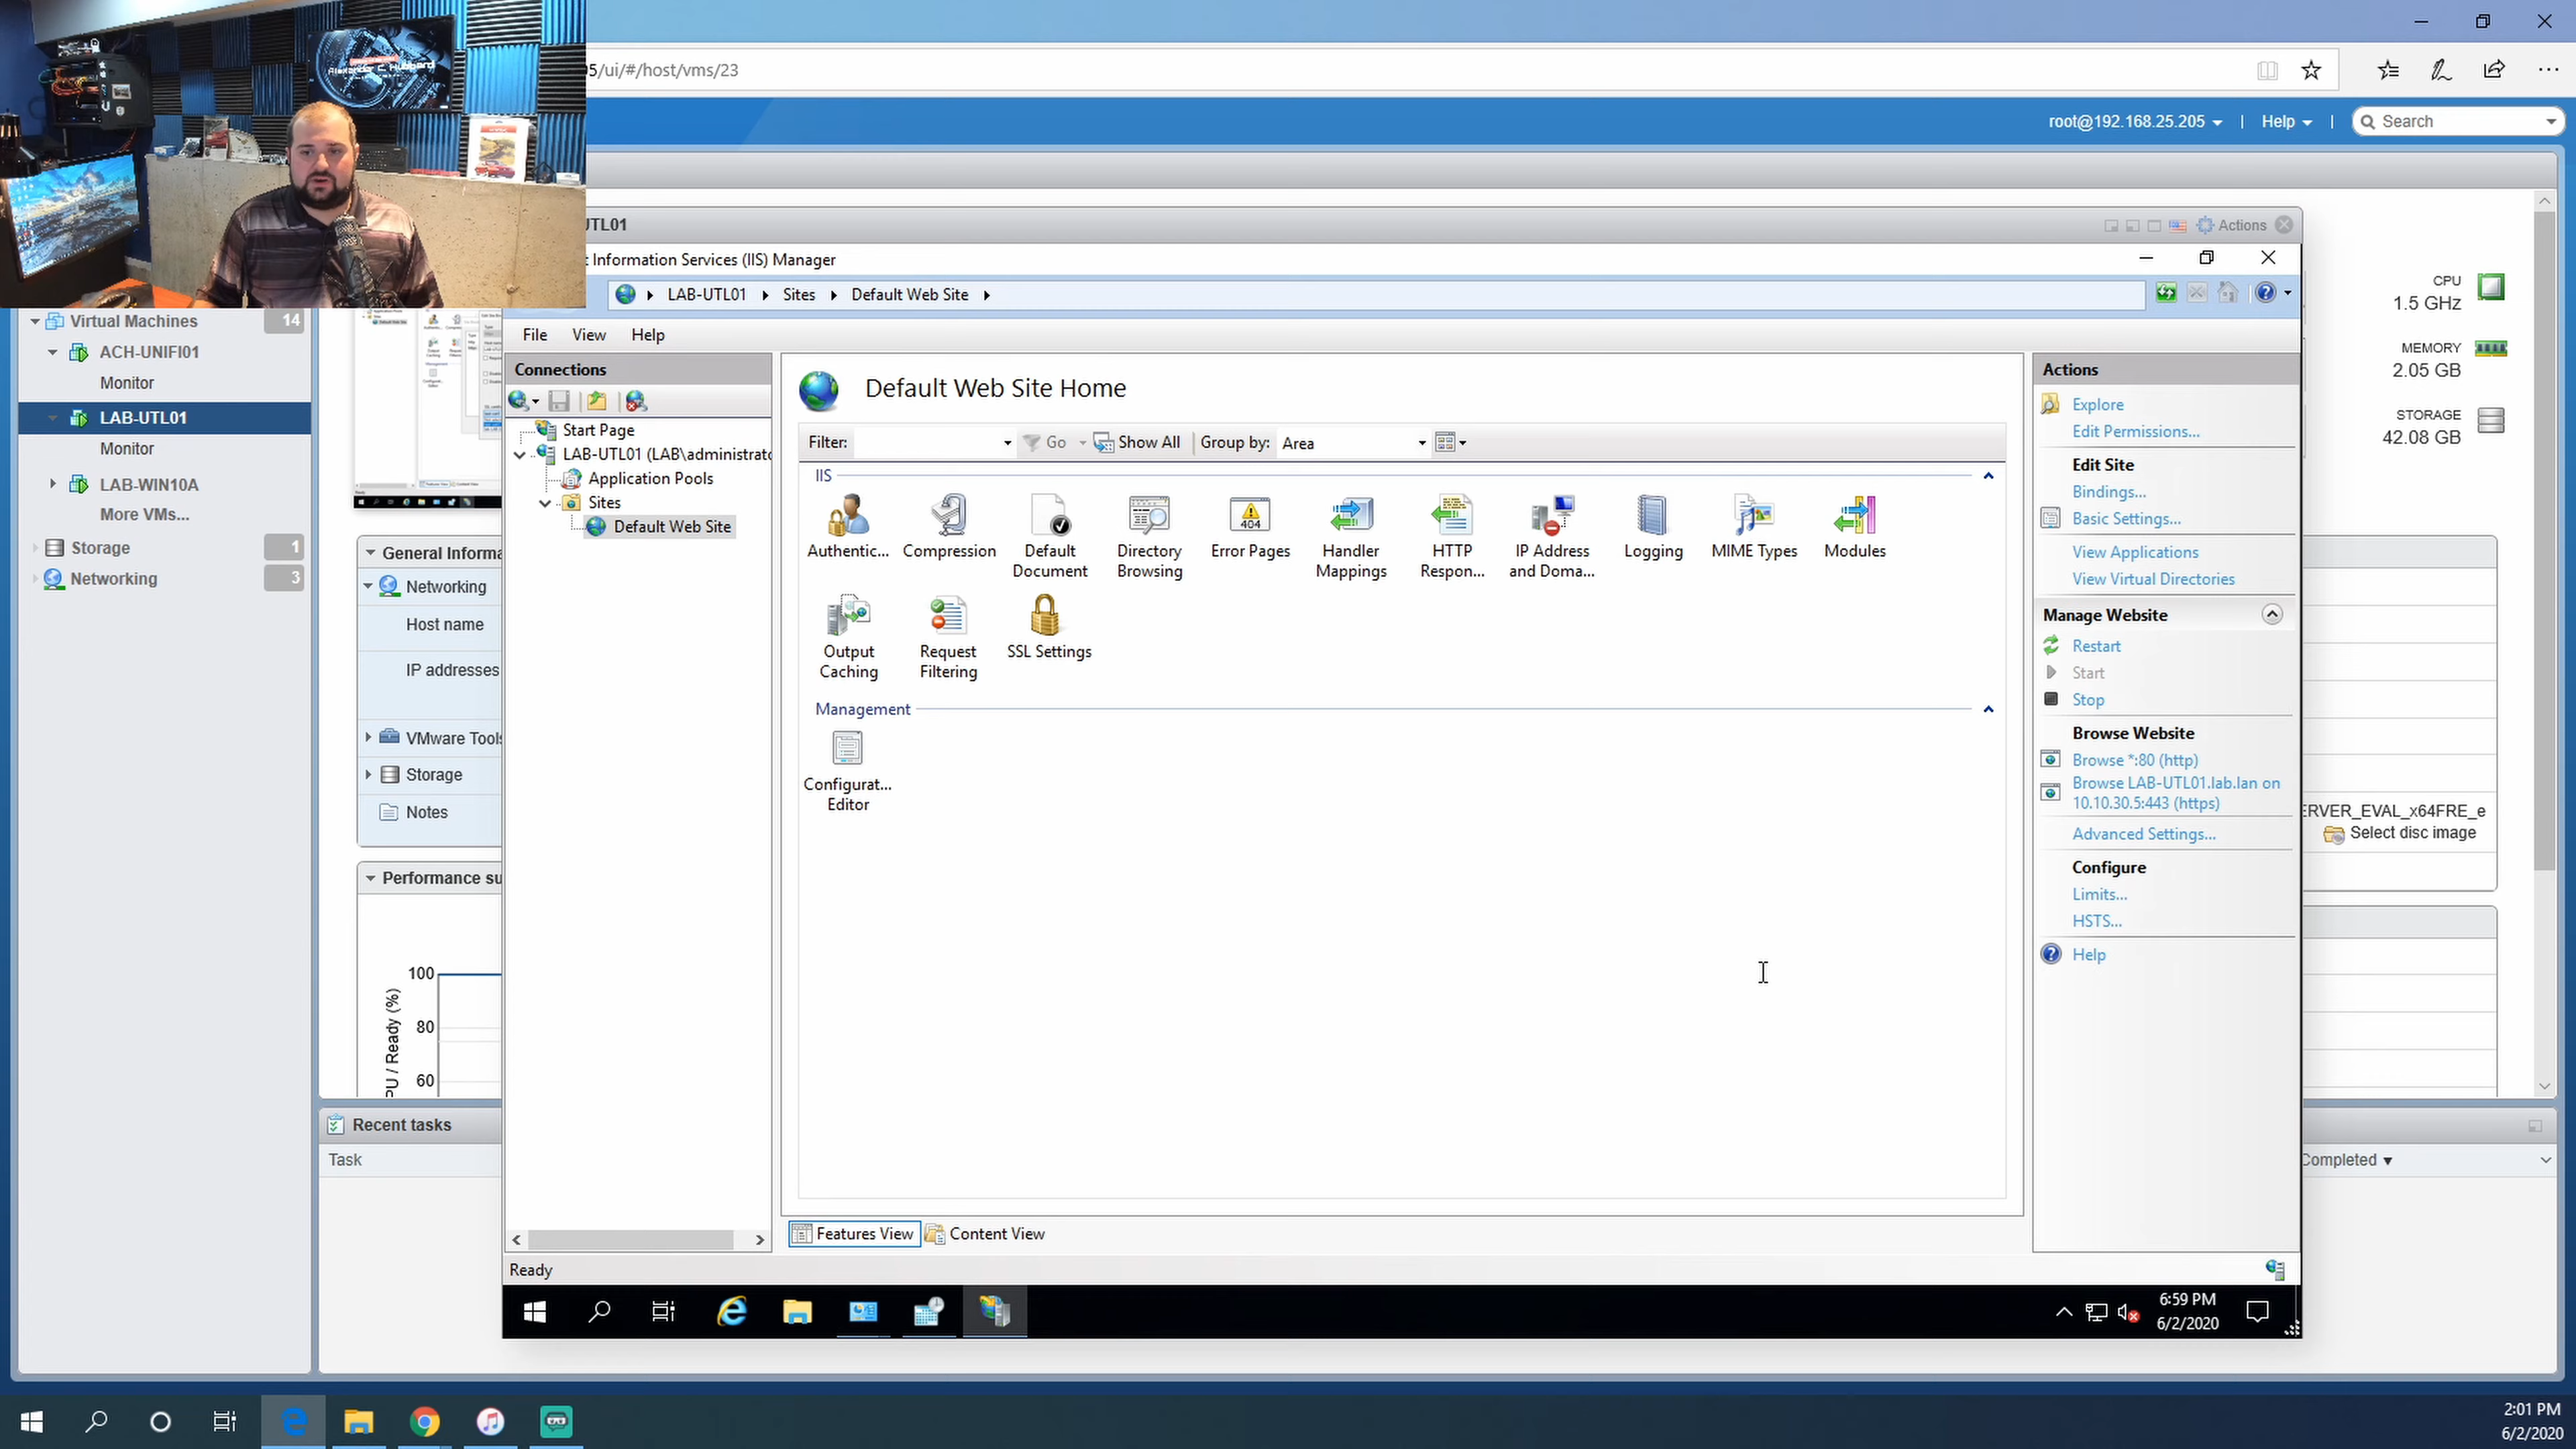 Alexander C. Hubbard
5/ui/#/host/vms/23
root@192.168.25.205
Help
Search
TL01
Actions
Information Services (IIS) Manager
LAB-UTL01
Sites
Default Web Site
File
View
Help
Virtual Machines
14
ACH-UNIFI01
Monitor
LAB-UTL01
Monitor
LAB-WIN10A
More VMs...
Storage
1
Networking
3
General Informa
Networking
Host name
IP addresses
VMware Tools
Storage
Notes
Performance su
100
80
60
PU / Ready (%)
Recent tasks
Task
Connections
Start Page
LAB-UTL01 (LAB\administrato
Application Pools
Sites
Default Web Site
Default Web Site Home
Filter:
Go
Show All
Group by:
Area
IIS
Authentic...
Compression
Default
Document
Directory
Browsing
Error Pages
404
Handler
Mappings
HTTP
Respon...
IP Address
and Doma...
Logging
MIME Types
Modules
Output
Caching
Request
Filtering
SSL Settings
Management
Configurat...
Editor
Features View
Content View
Ready
Actions
Explore
Edit Permissions...
Edit Site
Bindings...
Basic Settings...
View Applications
View Virtual Directories
Manage Website
Restart
Start
Stop
Browse Website
Browse *:80 (http)
Browse LAB-UTL01.lab.lan on
10.10.30.5:443 (https)
Advanced Settings...
Configure
Limits...
HSTS...
Help
CPU
1.5 GHz
MEMORY
2.05 GB
STORAGE
42.08 GB
ERVER_EVAL_x64FRE_e
Select disc image
Completed
6:59 PM
6/2/2020
2:01 PM
6/2/2020